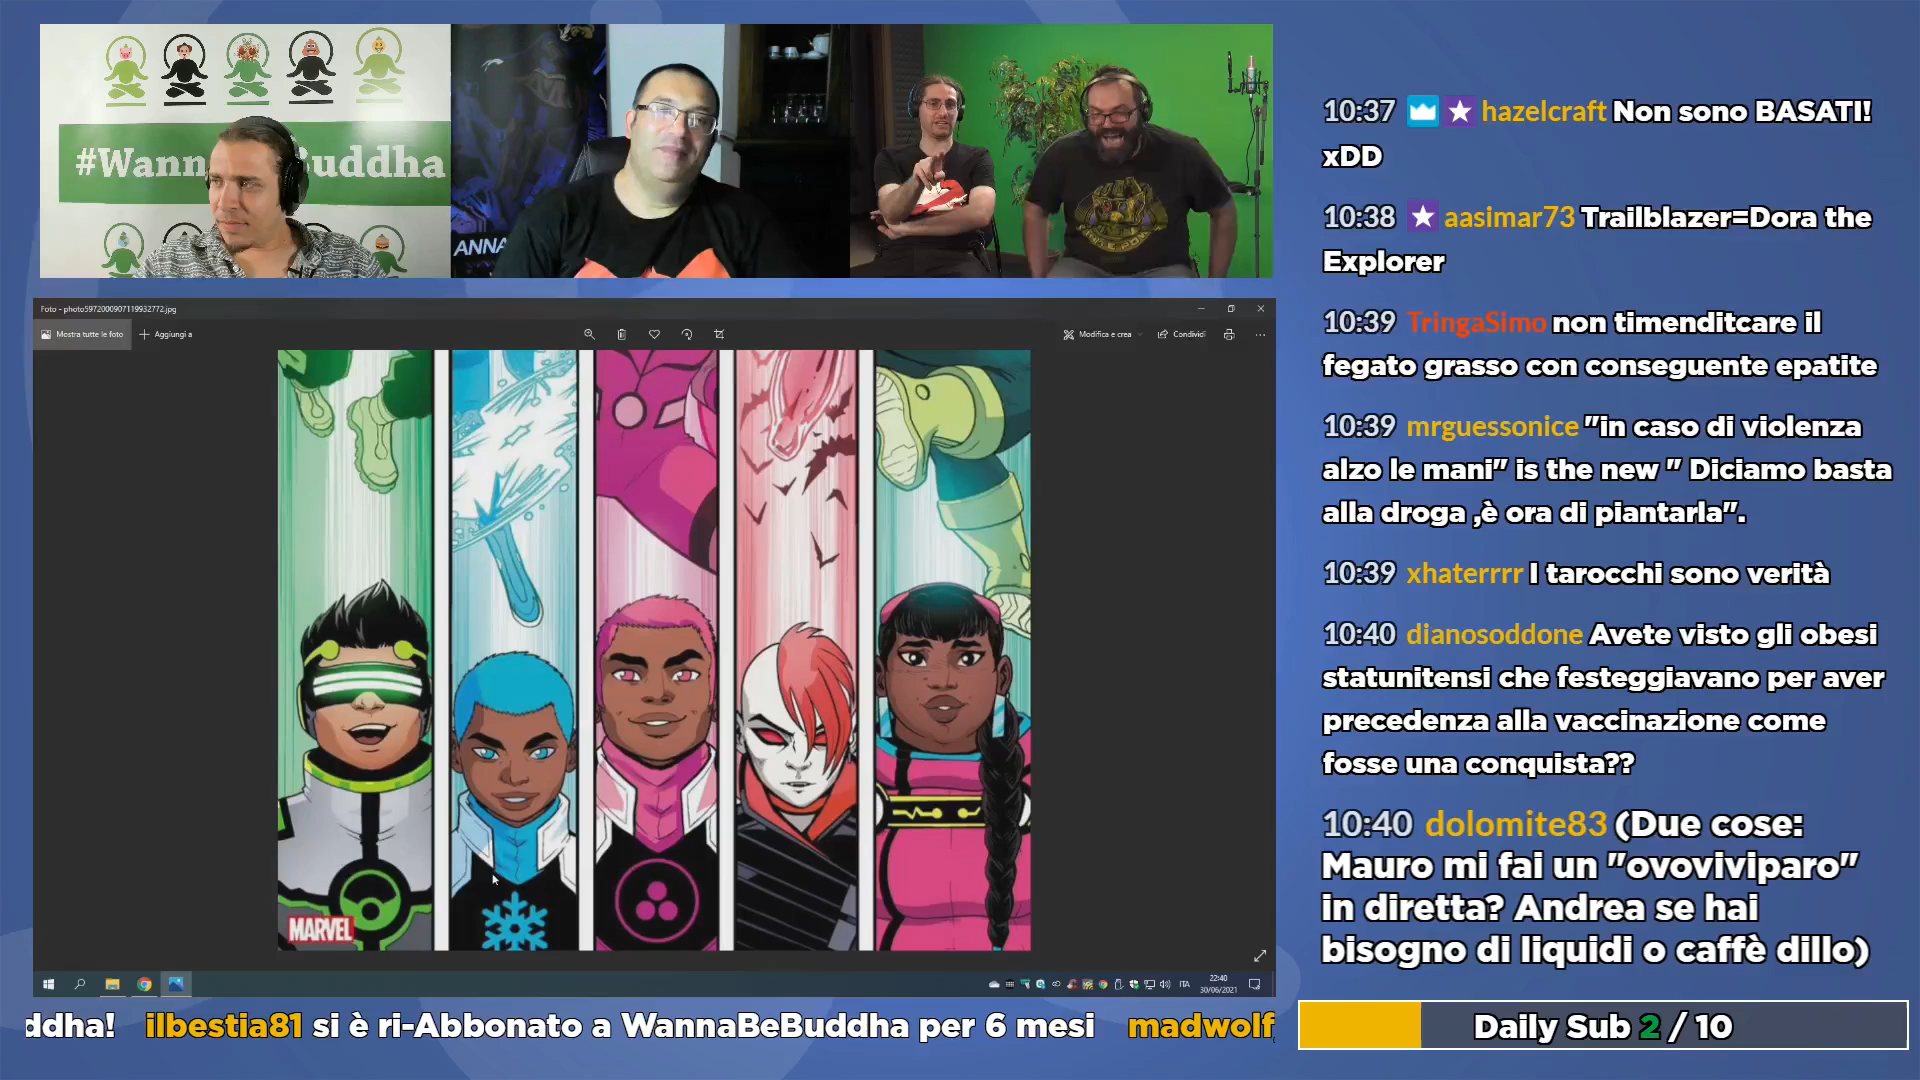 #Wann
uddha
ANNA
Foto - photo5972000907119932772.jpg
Mostra tutte le foto
Aggiungi a
Modifica e crea
Condividi
MARVEL
ITA
22:40
30/06/2021
10:37 hazelcraft Non sono BASATI!
xDD
10:38 aasimar73 Trailblazer=Dora the
Explorer
10:39 TringaSimo non timenditcare il
fegato grasso con conseguente epatite
10:39 mrguessonice "in caso di violenza
alzo le mani" is the new " Diciamo basta
alla droga ,è ora di piantarla".
10:39 xhaterrrr I tarocchi sono verità
10:40 dianosoddone Avete visto gli obesi
statunitensi che festeggiavano per aver
precedenza alla vaccinazione come
fosse una conquista??
10:40 dolomite83 (Due cose:
Mauro mi fai un "ovoviviparo"
in diretta? Andrea se hai
bisogno di liquidi o caffè dillo)
ddha! ilbestia81 si è ri-Abbonato a WannaBeBuddha per 6 mesi madwolf
Daily Sub 2 / 10